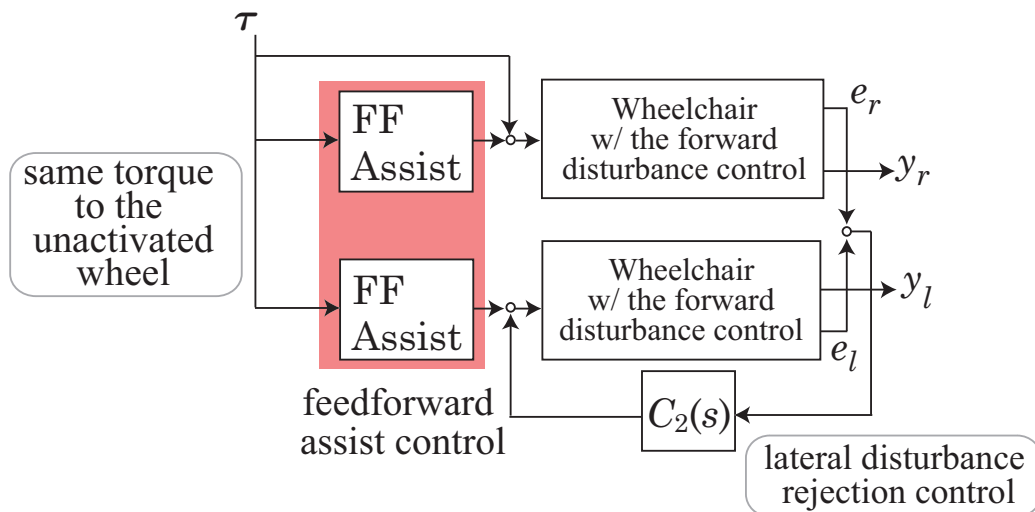 τ
FF
Assist
Wheelchair
w/ the forward
disturbance control
e_r
y_r
same torque
to the
unactivated
wheel
FF
Assist
Wheelchair
w/ the forward
disturbance control
y_l
e_l
feedforward
assist control
C₂(s)
lateral disturbance
rejection control